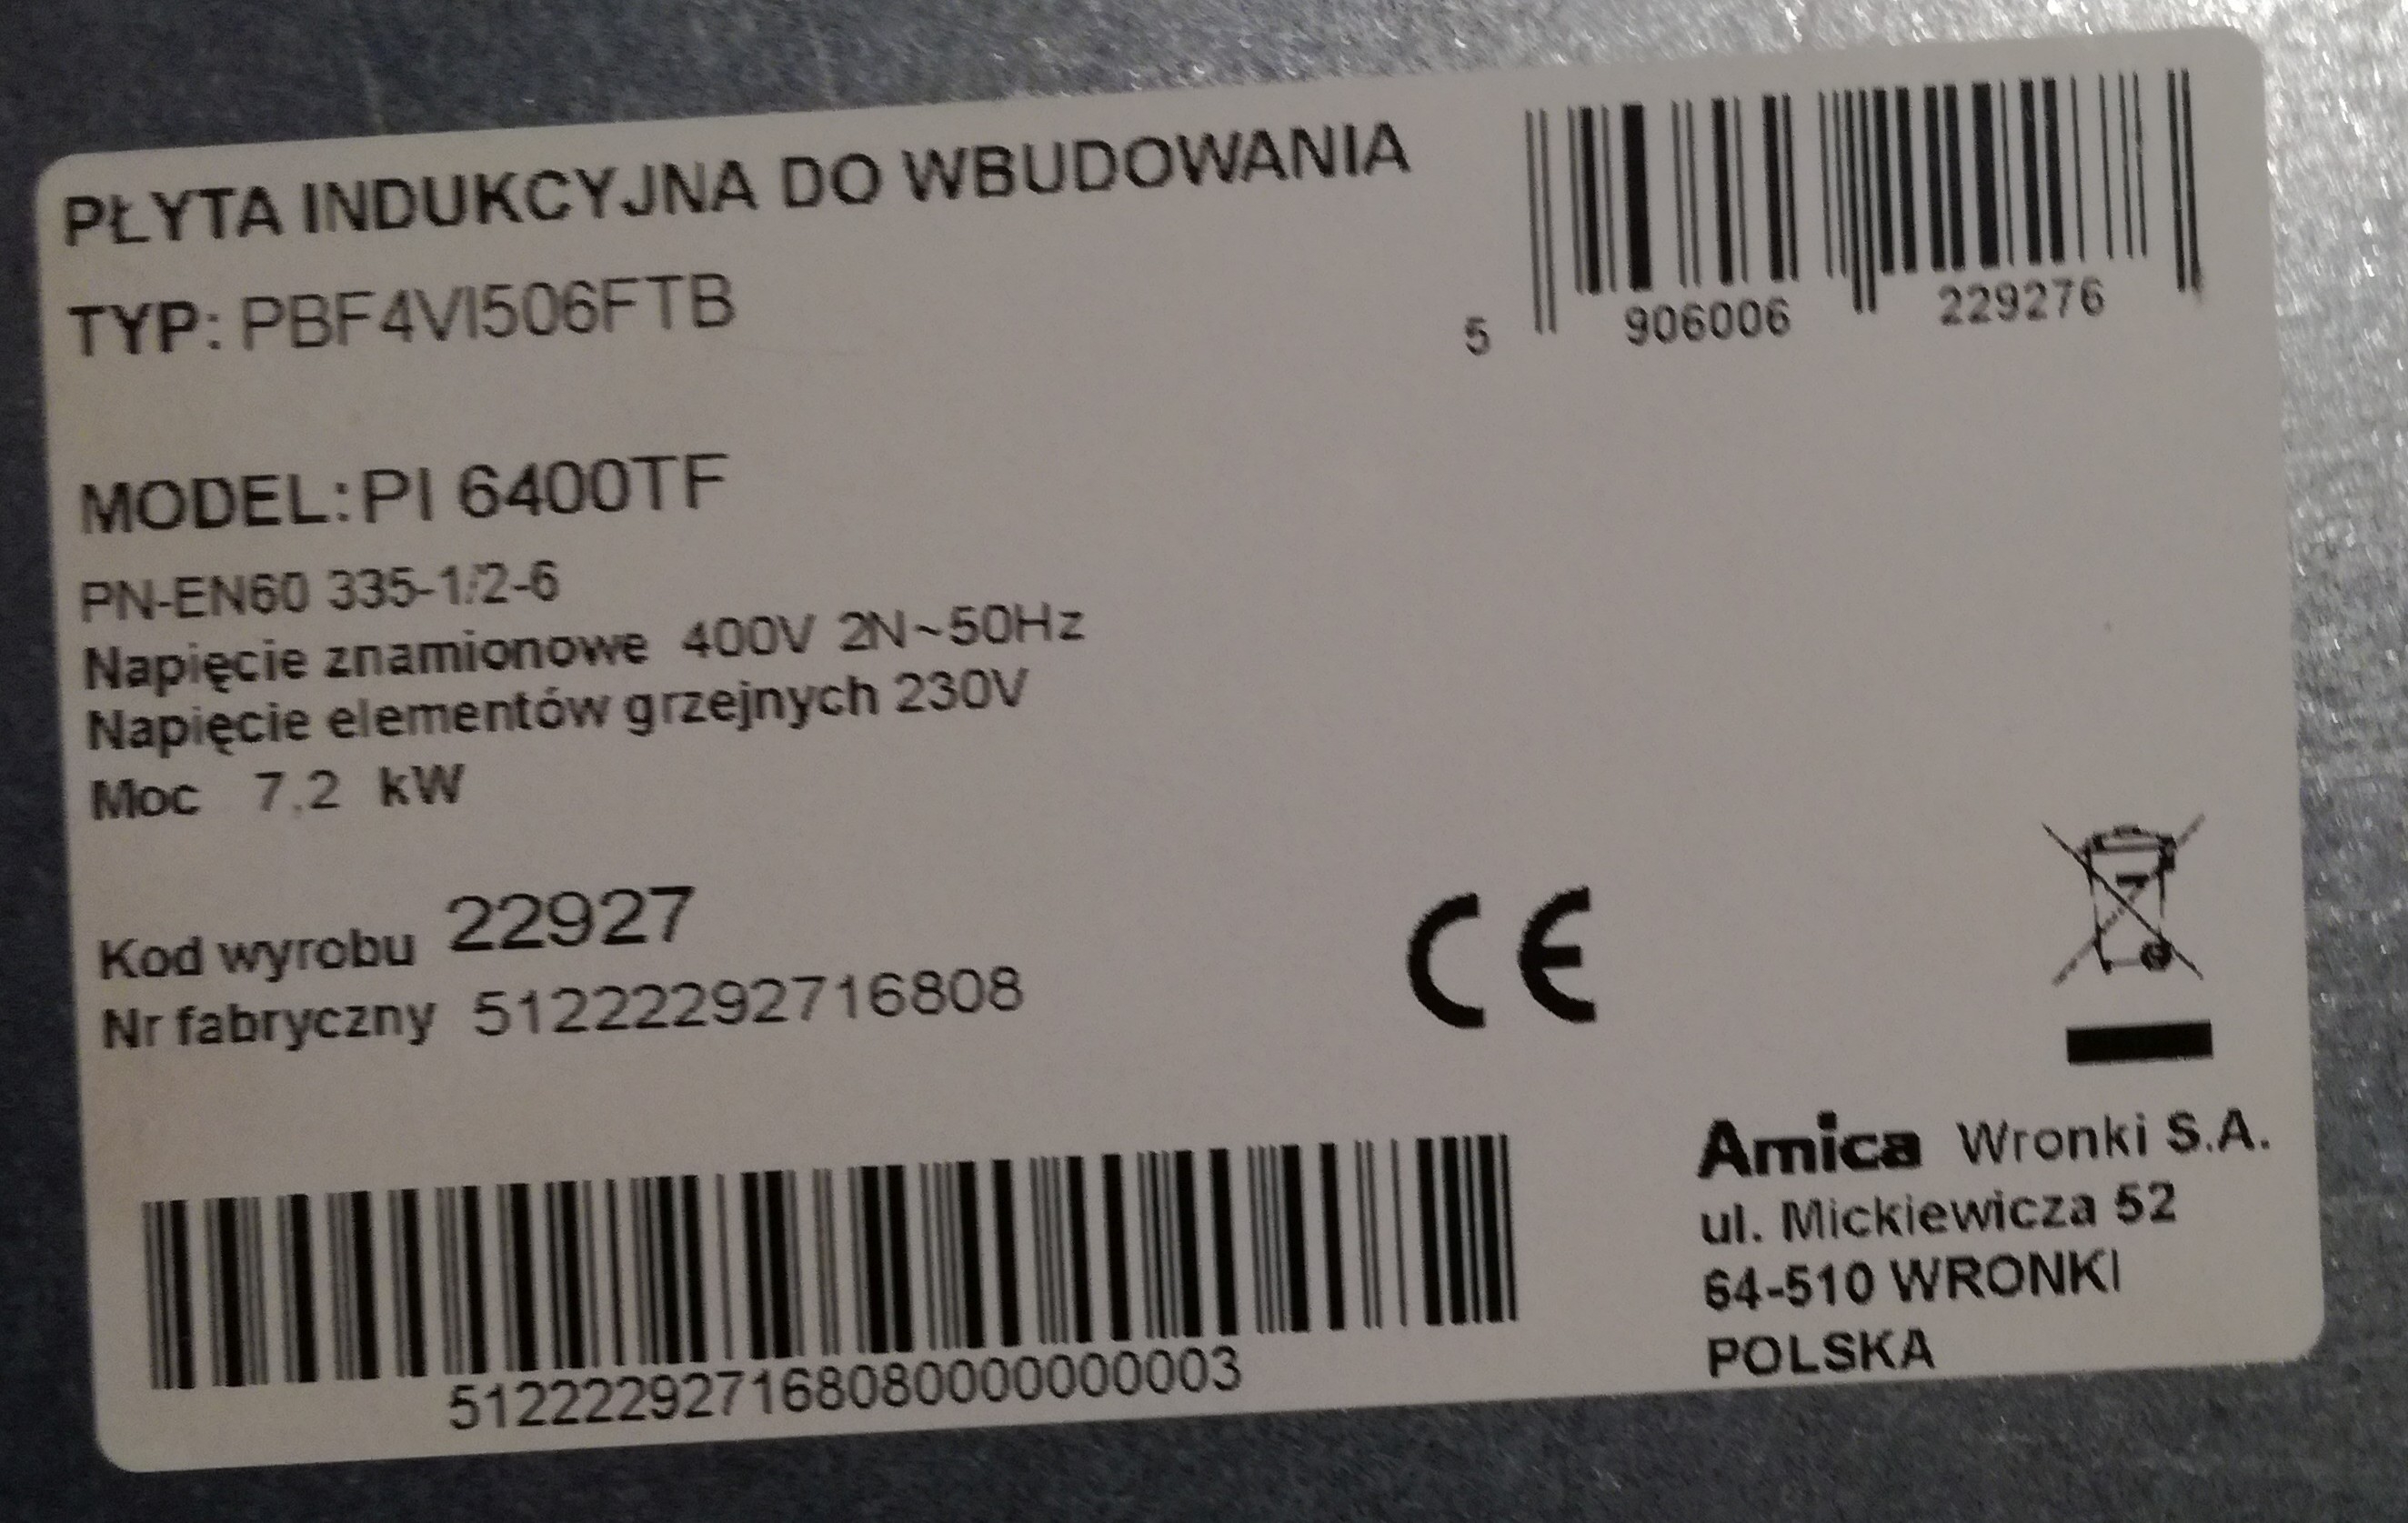 PŁYTA INDUKCYJNA DO WBUDOWANIA
TYP: PBF4VI506FTB
5 906006 229276
MODEL: PI 6400TF
PN-EN60 335-1/2-6
Napięcie znamionowe 400V 2N~50Hz
Napięcie elementów grzejnych 230V
Moc 7,2 kW
Kod wyrobu 22927
Nr fabryczny 51222292716808
CE
512222927168080000000003
Amica Wronki S.A.
ul. Mickiewicza 52
64-510 WRONKI
POLSKA